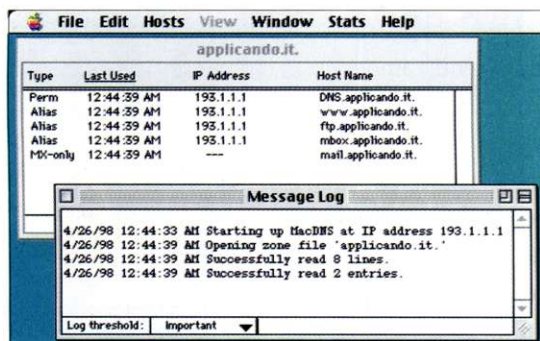 File Edit Hosts View Window Stats Help
applicando.it.
Type Last Used IP Address Host Name
Perm 12:44:39 AM 193.1.1.1 DNS.applicando.it.
Alias 12:44:39 AM 193.1.1.1 www.applicando.it.
Alias 12:44:39 AM 193.1.1.1 ftp.applicando.it.
Alias 12:44:39 AM 193.1.1.1 mbox.applicando.it.
MX-only 12:44:39 AM --- mail.applicando.it.
Message Log
4/26/98 12:44:33 AM Starting up MacDNS at IP address 193.1.1.1
4/26/98 12:44:39 AM Opening zone file 'applicando.it.'
4/26/98 12:44:39 AM Successfully read 8 lines.
4/26/98 12:44:39 AM Successfully read 2 entries.
Log threshold: Important